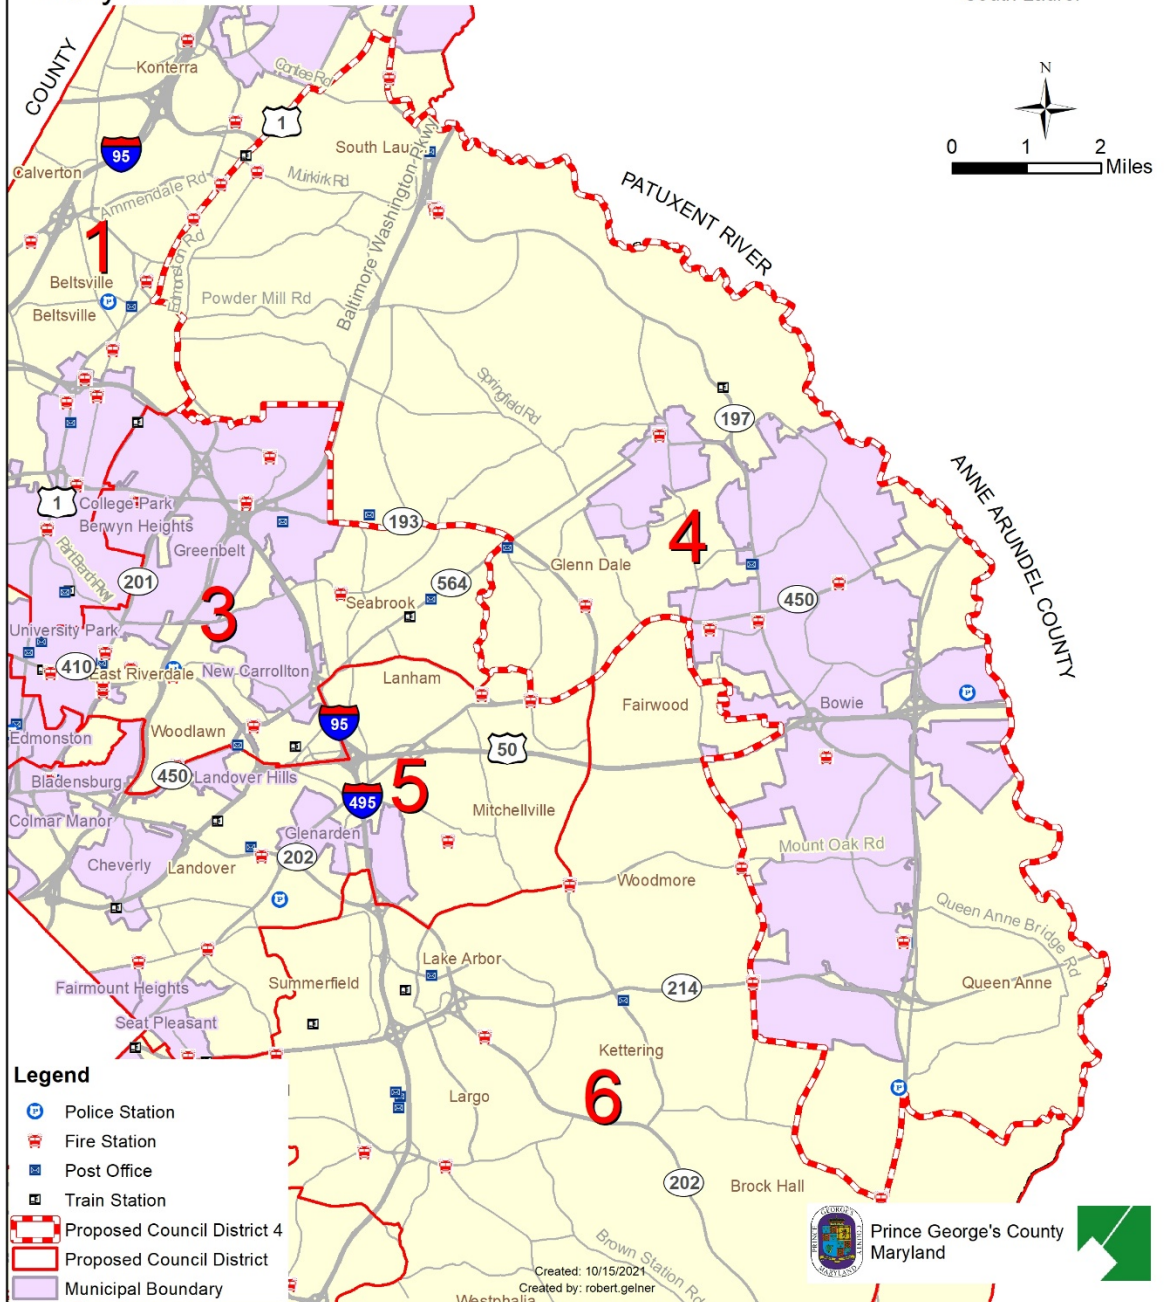 COUNTY
Konterra
Contee Rd
1
N
0 1 2
Miles
95
South Lau
Calverton
Muirkirk Rd
Ammendale Rd
PATUXENT RIVER
1
Edmonston Rd
Baltimore Washington Pkwy
Beltsville
Powder Mill Rd
Beltsville
Springfield Rd
197
ANNE ARUNDEL COUNTY
1
College Park
Berwyn Heights
193
4
Greenbelt
Glenn Dale
201
564
3
Seabrook
450
University Park
410
East Riverdale
New Carrollton
Lanham
Fairwood
Bowie
95
Woodlawn
Edmonston
50
Bladensburg
450
Landover Hills
5
495
Mitchellville
Colmar Manor
Glenarden
Mount Oak Rd
Cheverly
Landover
202
Woodmore
Queen Anne Bridge Rd
Lake Arbor
Fairmount Heights
Summerfield
214
Queen Anne
Seat Pleasant
Kettering
Largo
6
202
Brock Hall
Brown Station Rd
Westphalia
Legend
Police Station
Fire Station
Post Office
Train Station
Proposed Council District 4
Proposed Council District
Municipal Boundary
Created: 10/15/2021
Created by: robert.gelner
PRINCE GEORGE'S COUNTY MARYLAND
Prince George's County
Maryland